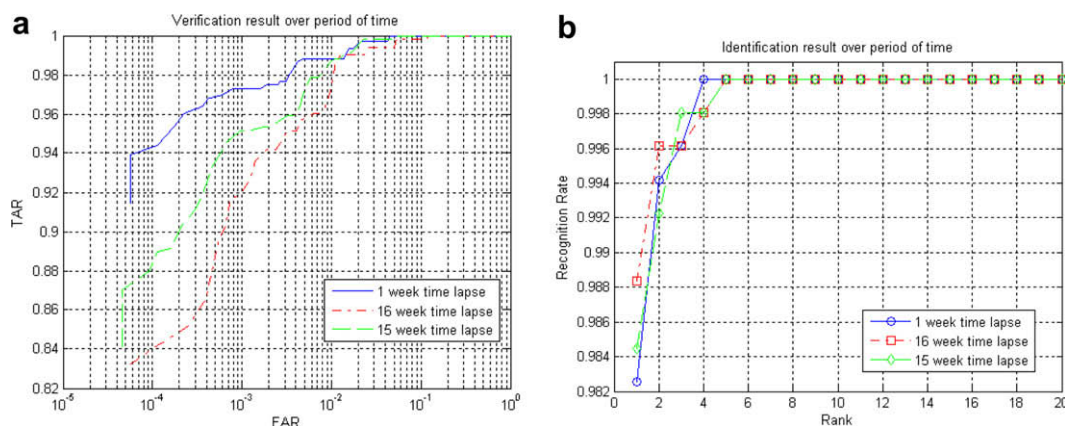 a
Verification result over period of time
1
0.98
0.96
0.94
0.92
0.9
0.88
0.86
0.84
0.82
TAR
10^-5
10^-4
10^-3
10^-2
10^-1
10^0
FAR
1 week time lapse
16 week time lapse
15 week time lapse
b
Identification result over period of time
1
0.998
0.996
0.994
0.992
0.99
0.988
0.986
0.984
0.982
Recognition Rate
0 2 4 6 8 10 12 14 16 18 20
Rank
1 week time lapse
16 week time lapse
15 week time lapse